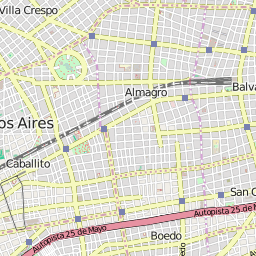 Villa Crespo
Almagro
Balva
os Aires
Caballito
San C
Autopista 25 de
Autopista 25 de Mayo
Boedo